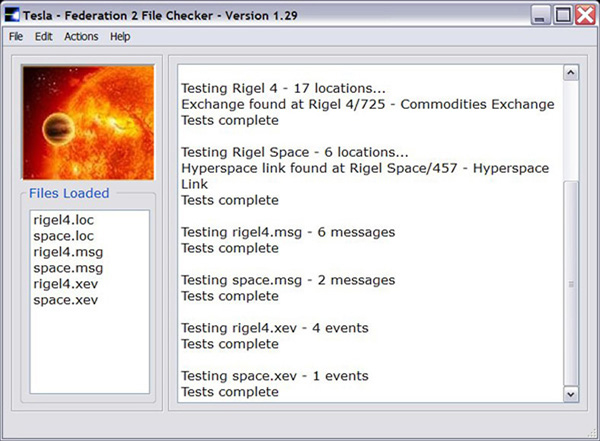 Tesla - Federation 2 File Checker - Version 1.29
File Edit Actions Help
Files Loaded
rigel4.loc
space.loc
rigel4.msg
space.msg
rigel4.xev
space.xev
Testing Rigel 4 - 17 locations...
Exchange found at Rigel 4/725 - Commodities Exchange
Tests complete
Testing Rigel Space - 6 locations...
Hyperspace link found at Rigel Space/457 - Hyperspace
Link
Tests complete
Testing rigel4.msg - 6 messages
Tests complete
Testing space.msg - 2 messages
Tests complete
Testing rigel4.xev - 4 events
Tests complete
Testing space.xev - 1 events
Tests complete